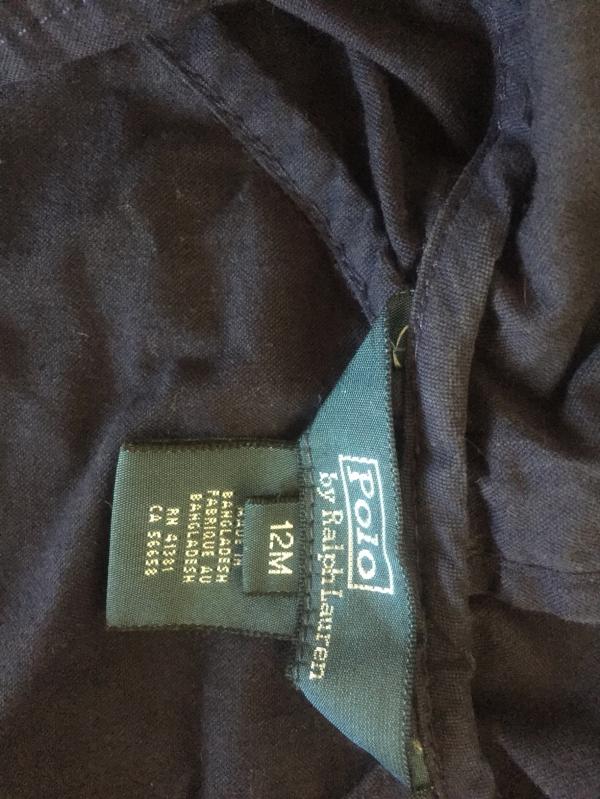 Polo
by Ralph Lauren
12M
MADE IN
BANGLADESH
FABRIQUE AU
BANGLADESH
RN 41381
CA 56658